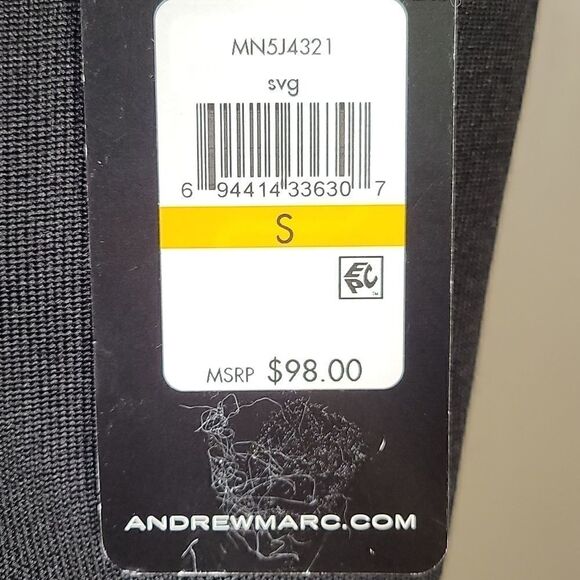 MN5J4321
svg
6 94414 33630 7
S
EPC
MSRP $98.00
ANDREWMARC.COM